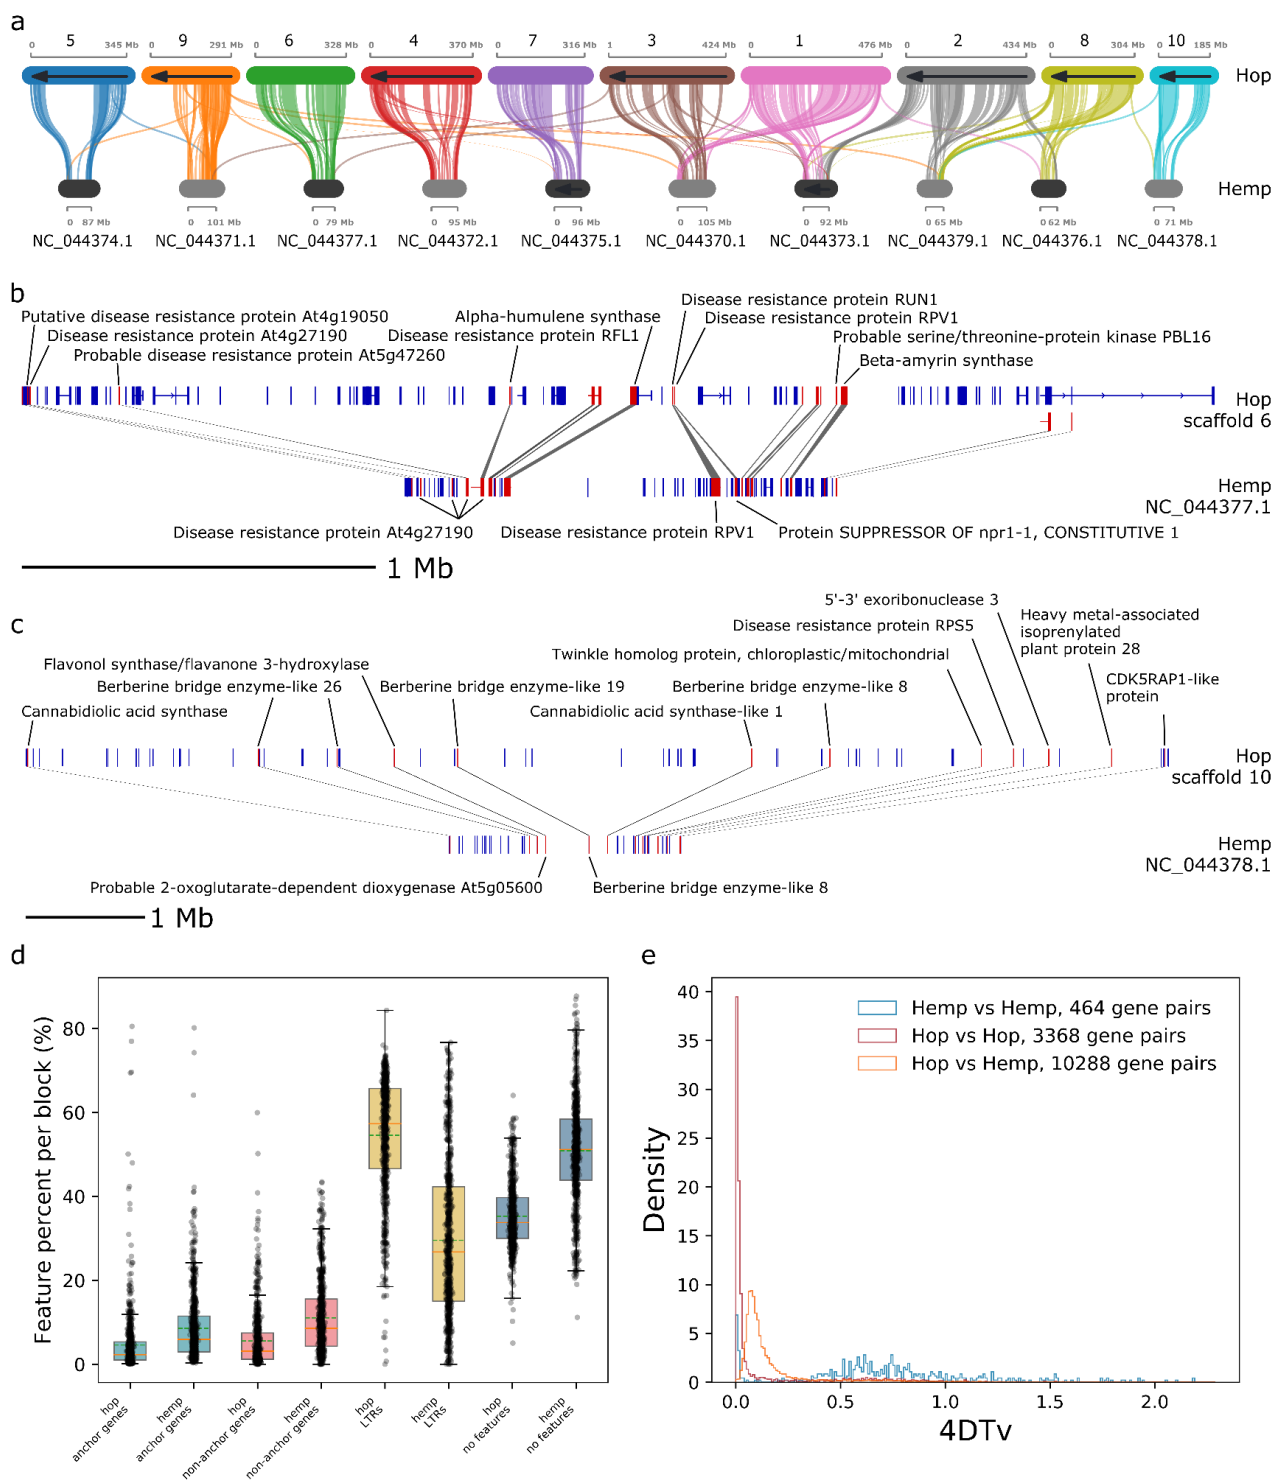 a
5 9 6 4 7 3 1 2 8 10
0 345 Mb 0 291 Mb 0 328 Mb 0 370 Mb 0 316 Mb 1 424 Mb 0 476 Mb 0 434 Mb 0 304 Mb 0 185 Mb
Hop
Hemp
0 87 Mb 0 101 Mb 0 79 Mb 0 95 Mb 0 96 Mb 0 105 Mb 0 92 Mb 0 65 Mb 0 62 Mb 0 71 Mb
NC_044374.1 NC_044371.1 NC_044377.1 NC_044372.1 NC_044375.1 NC_044370.1 NC_044373.1 NC_044379.1 NC_044376.1 NC_044378.1
b
Disease resistance protein RUN1
Putative disease resistance protein At4g19050 Alpha-humulene synthase Disease resistance protein RPV1
Disease resistance protein At4g27190 Disease resistance protein RFL1 Probable serine/threonine-protein kinase PBL16
Probable disease resistance protein At5g47260 Beta-amyrin synthase
Hop
scaffold 6
Hemp
NC_044377.1
Disease resistance protein At4g27190 Disease resistance protein RPV1 Protein SUPPRESSOR OF npr1-1, CONSTITUTIVE 1
1 Mb
c
5'-3' exoribonuclease 3
Heavy metal-associated
isoprenylated
plant protein 28
Disease resistance protein RPS5
Twinkle homolog protein, chloroplastic/mitochondrial
Flavonol synthase/flavanone 3-hydroxylase
CDK5RAP1-like
protein
Berberine bridge enzyme-like 26 Berberine bridge enzyme-like 19 Berberine bridge enzyme-like 8
Cannabidiolic acid synthase Cannabidiolic acid synthase-like 1
Hop
scaffold 10
Hemp
NC_044378.1
Probable 2-oxoglutarate-dependent dioxygenase At5g05600 Berberine bridge enzyme-like 8
1 Mb
d
Feature percent per block (%)
80
60
40
20
0
hop
anchor genes
hemp
anchor genes
hop
non-anchor genes
hemp
non-anchor genes
hop
LTRs
hemp
LTRs
hop
no features
hemp
no features
e
Density
40
35
30
25
20
15
10
5
0
Hemp vs Hemp, 464 gene pairs
Hop vs Hop, 3368 gene pairs
Hop vs Hemp, 10288 gene pairs
0.0 0.5 1.0 1.5 2.0
4DTv